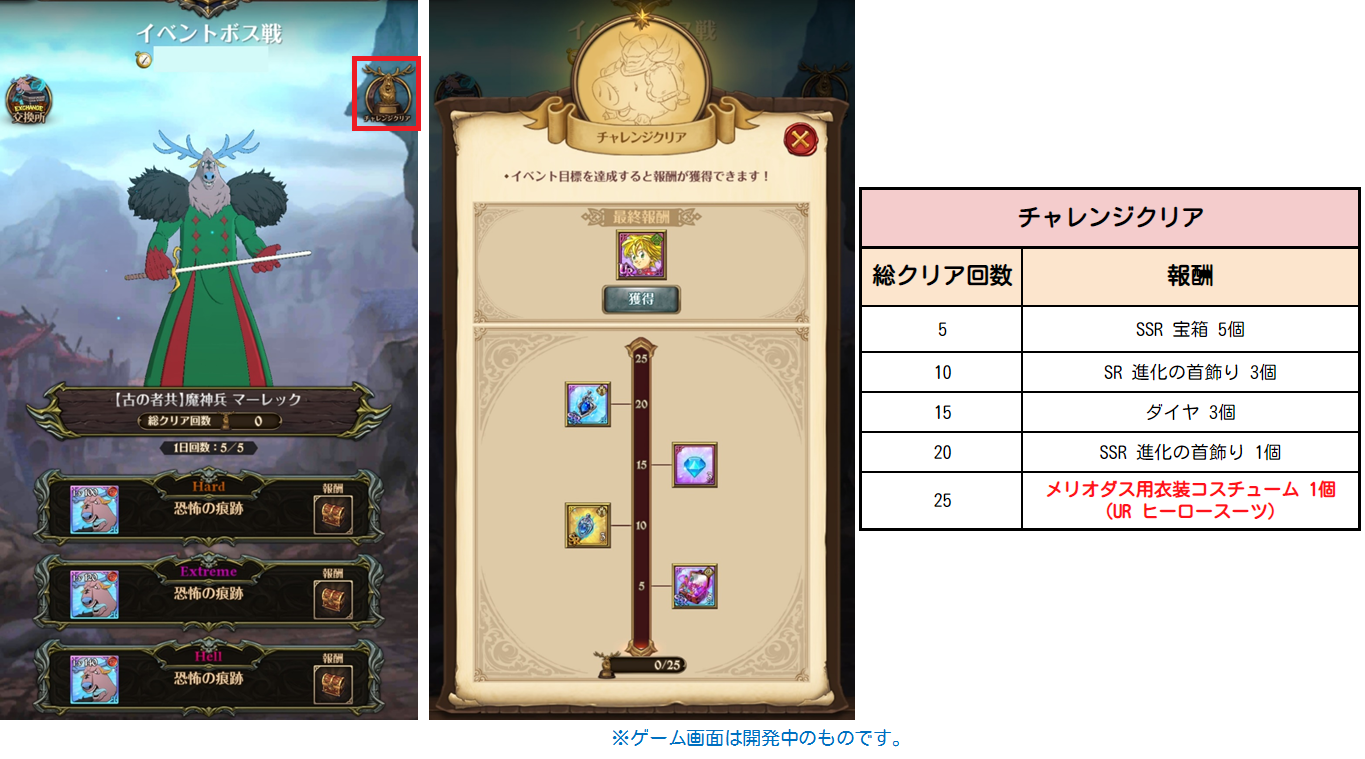 イベントボス戦
EXCHANGE
交換所
チャレンジクリア
【古の者共】魔神兵 マーレック
総クリア回数 0
1日回数：5/5
Hard
Lv 100
恐怖の痕跡
報酬
Extreme
Lv 120
恐怖の痕跡
報酬
Hell
Lv 140
恐怖の痕跡
報酬
チャレンジクリア
•イベント目標を達成すると報酬が獲得できます！
最終報酬
UR
獲得
25
20
15
3
10
3
5
5
0/25
チャレンジクリア
総クリア回数 報酬
5 SSR 宝箱 5個
10 SR 進化の首飾り 3個
15 ダイヤ 3個
20 SSR 進化の首飾り 1個
25 メリオダス用衣装コスチューム 1個
(UR ヒーロースーツ)
※ゲーム画面は開発中のものです。